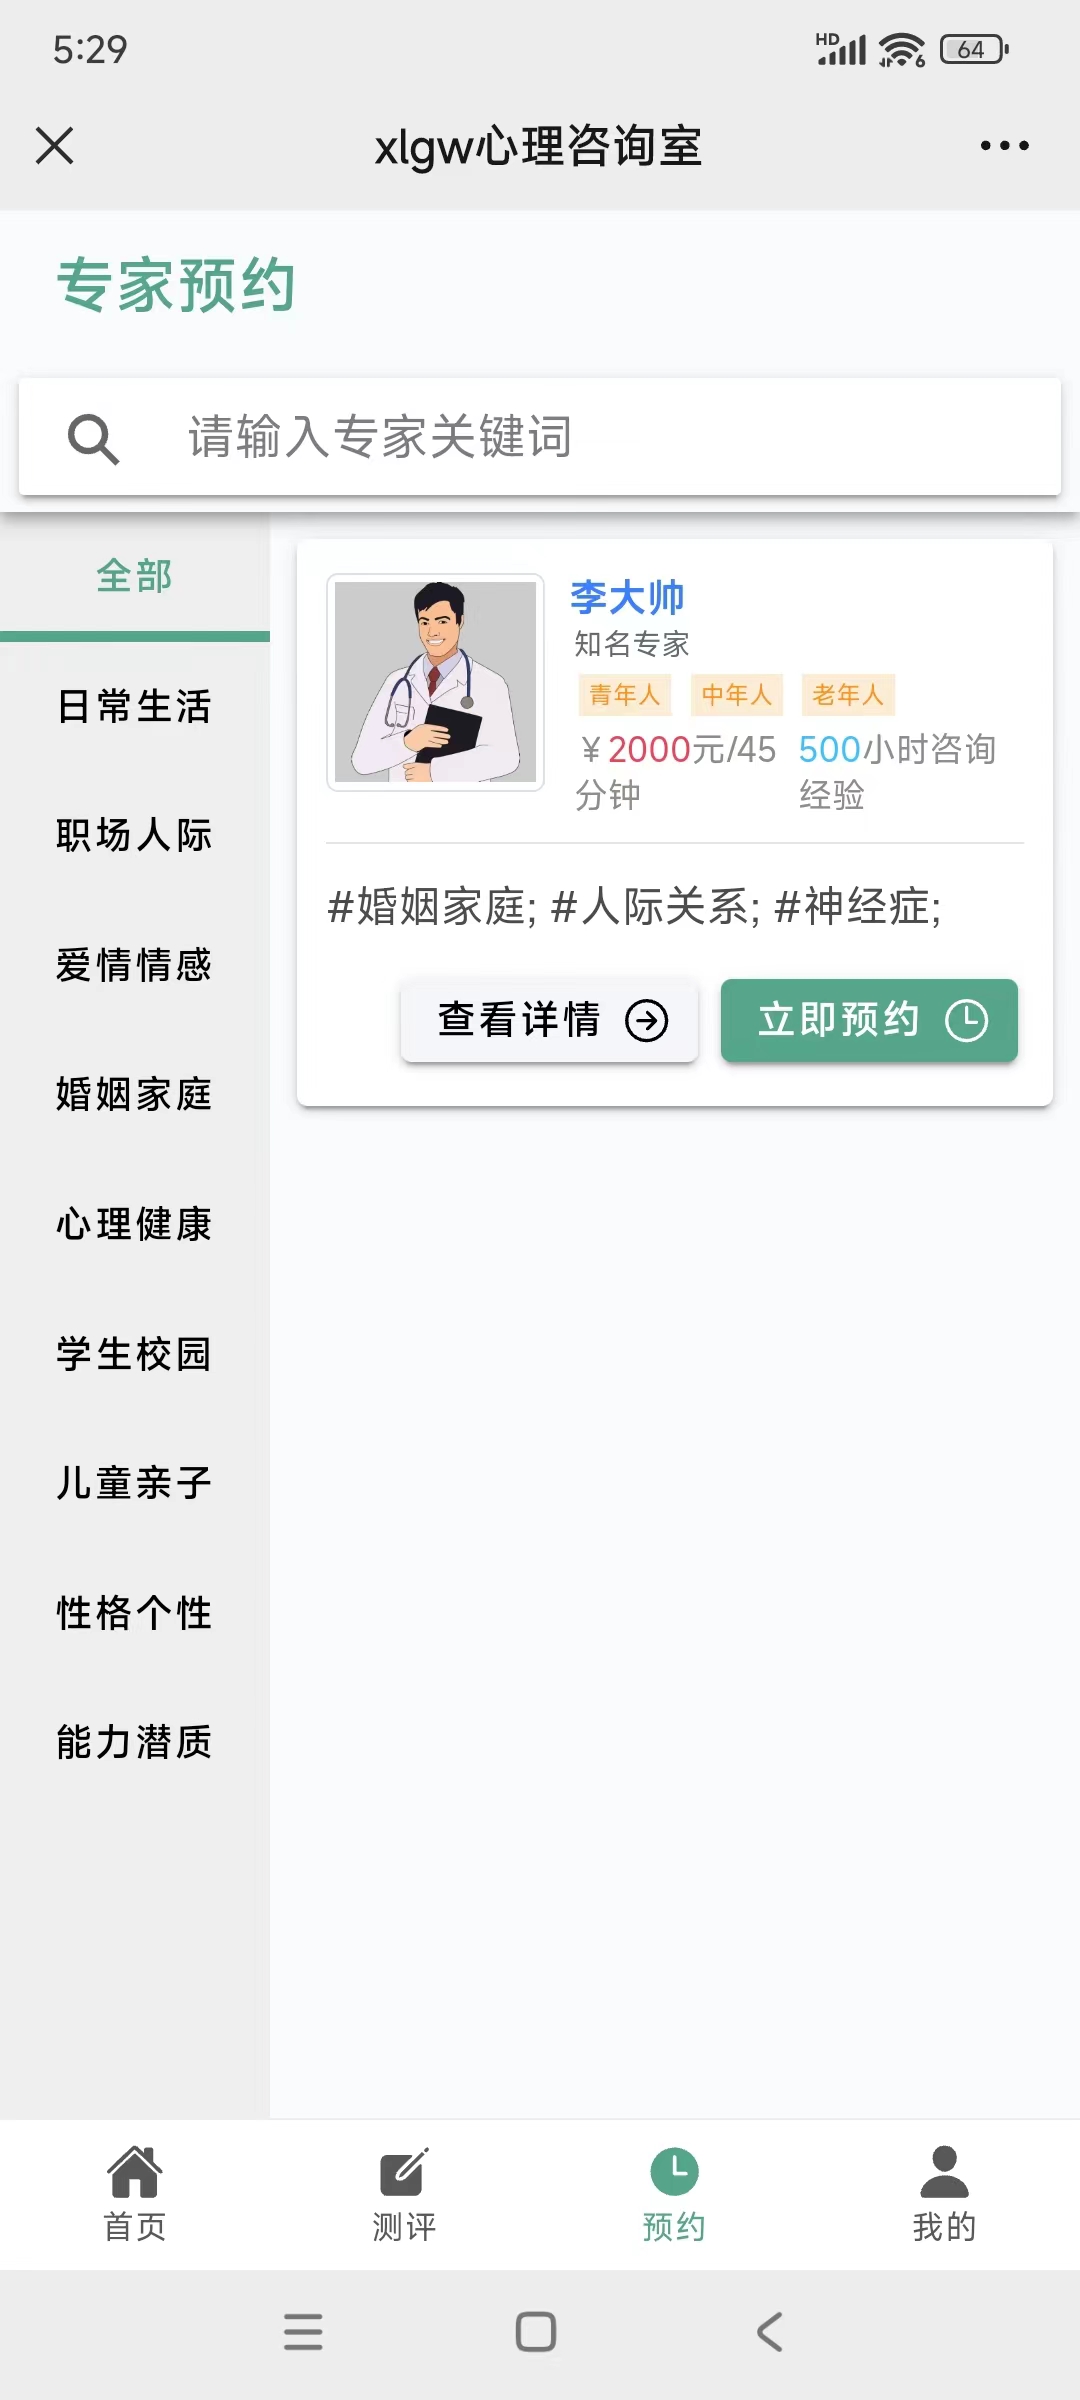 5:29
HD
6
64
xlgw心理咨询室
专家预约
请输入专家关键词
全部
日常生活
职场人际
爱情情感
婚姻家庭
心理健康
学生校园
儿童亲子
性格个性
能力潜质
李大帅
知名专家
青年人 中年人 老年人
￥2000元/45分钟
500小时咨询经验
#婚姻家庭; #人际关系; #神经症;
查看详情
立即预约
首页
测评
预约
我的